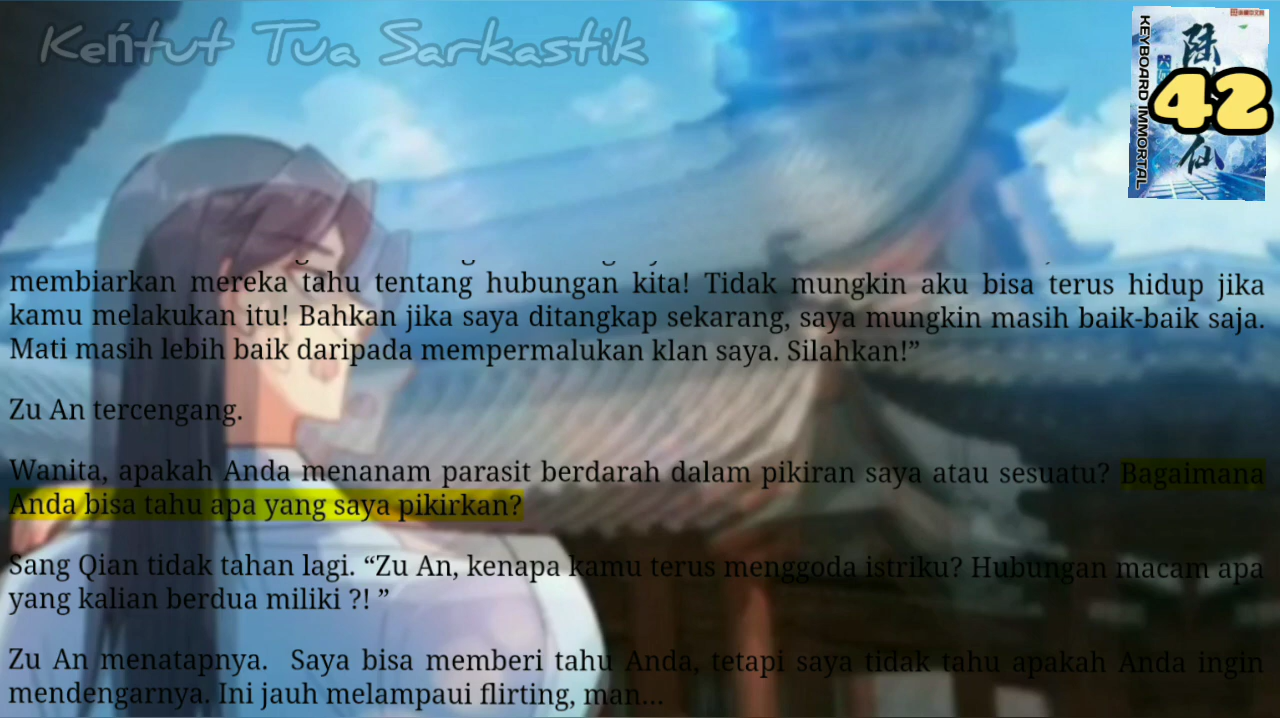 Keńtut Tua Sarkastik
陆
仙
KEYBOARD IMMORTAL
42
membiarkan mereka tahu tentang hubungan kita! Tidak mungkin aku bisa terus hidup jika
kamu melakukan itu! Bahkan jika saya ditangkap sekarang, saya mungkin masih baik-baik saja.
Mati masih lebih baik daripada mempermalukan klan saya. Silahkan!”
Zu An tercengang.
Wanita, apakah Anda menanam parasit berdarah dalam pikiran saya atau sesuatu? Bagaimana
Anda bisa tahu apa yang saya pikirkan?
Sang Qian tidak tahan lagi. “Zu An, kenapa kamu terus menggoda istriku? Hubungan macam apa
yang kalian berdua miliki ?! ”
Zu An menatapnya.  Saya bisa memberi tahu Anda, tetapi saya tidak tahu apakah Anda ingin
mendengarnya. Ini jauh melampaui flirting, man...